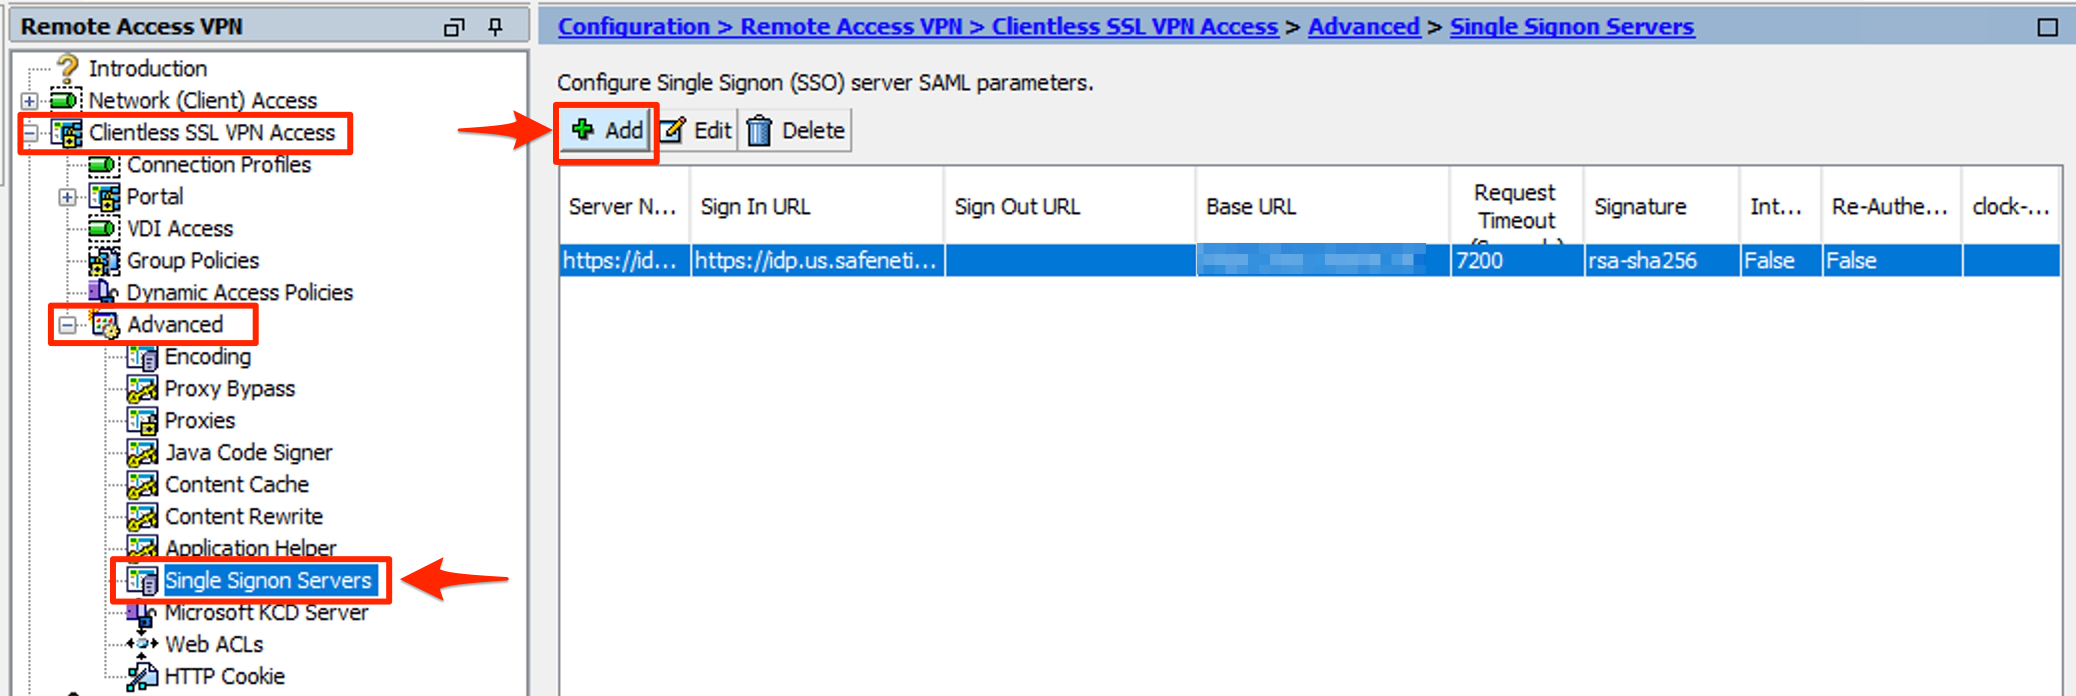 Remote Access VPN
Introduction
Network (Client) Access
Clientless SSL VPN Access
Connection Profiles
Portal
VDI Access
Group Policies
Dynamic Access Policies
Advanced
Encoding
Proxy Bypass
Proxies
Java Code Signer
Content Cache
Content Rewrite
Application Helper
Single Signon Servers
Microsoft KCD Server
Web ACLs
HTTP Cookie
Configuration > Remote Access VPN > Clientless SSL VPN Access > Advanced > Single Signon Servers
Configure Single Signon (SSO) server SAML parameters.
Add Edit Delete
Server N... Sign In URL Sign Out URL Base URL Request Timeout Signature Int... Re-Authe... clock-...
https://id... https://idp.us.safeneti... 7200 rsa-sha256 False False